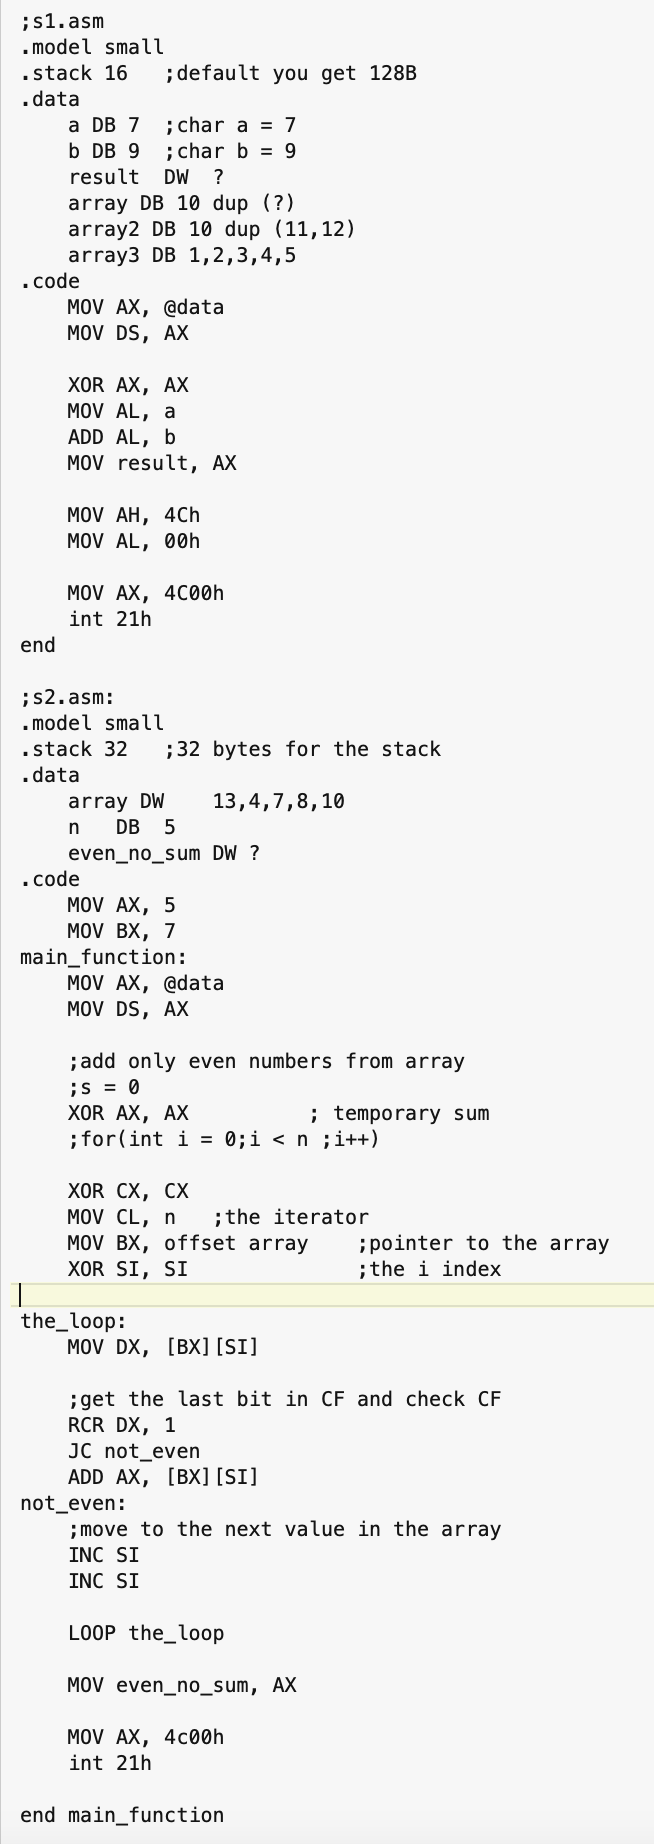 ;s1.asm
.model small
.stack 16   ;default you get 128B
.data
    a DB 7  ;char a = 7
    b DB 9  ;char b = 9
    result  DW  ?
    array DB 10 dup (?)
    array2 DB 10 dup (11,12)
    array3 DB 1,2,3,4,5
.code
    MOV AX, @data
    MOV DS, AX

    XOR AX, AX
    MOV AL, a
    ADD AL, b
    MOV result, AX

    MOV AH, 4Ch
    MOV AL, 00h

    MOV AX, 4C00h
    int 21h
end

;s2.asm:
.model small
.stack 32   ;32 bytes for the stack
.data
    array DW    13,4,7,8,10
    n   DB  5
    even_no_sum DW ?
.code
    MOV AX, 5
    MOV BX, 7
main_function:
    MOV AX, @data
    MOV DS, AX

    ;add only even numbers from array
    ;s = 0
    XOR AX, AX          ; temporary sum
    ;for(int i = 0;i < n ;i++)

    XOR CX, CX
    MOV CL, n   ;the iterator
    MOV BX, offset array    ;pointer to the array
    XOR SI, SI              ;the i index

the_loop:
    MOV DX, [BX][SI]

    ;get the last bit in CF and check CF
    RCR DX, 1
    JC not_even
    ADD AX, [BX][SI]
not_even:
    ;move to the next value in the array
    INC SI
    INC SI

    LOOP the_loop

    MOV even_no_sum, AX

    MOV AX, 4c00h
    int 21h

end main_function